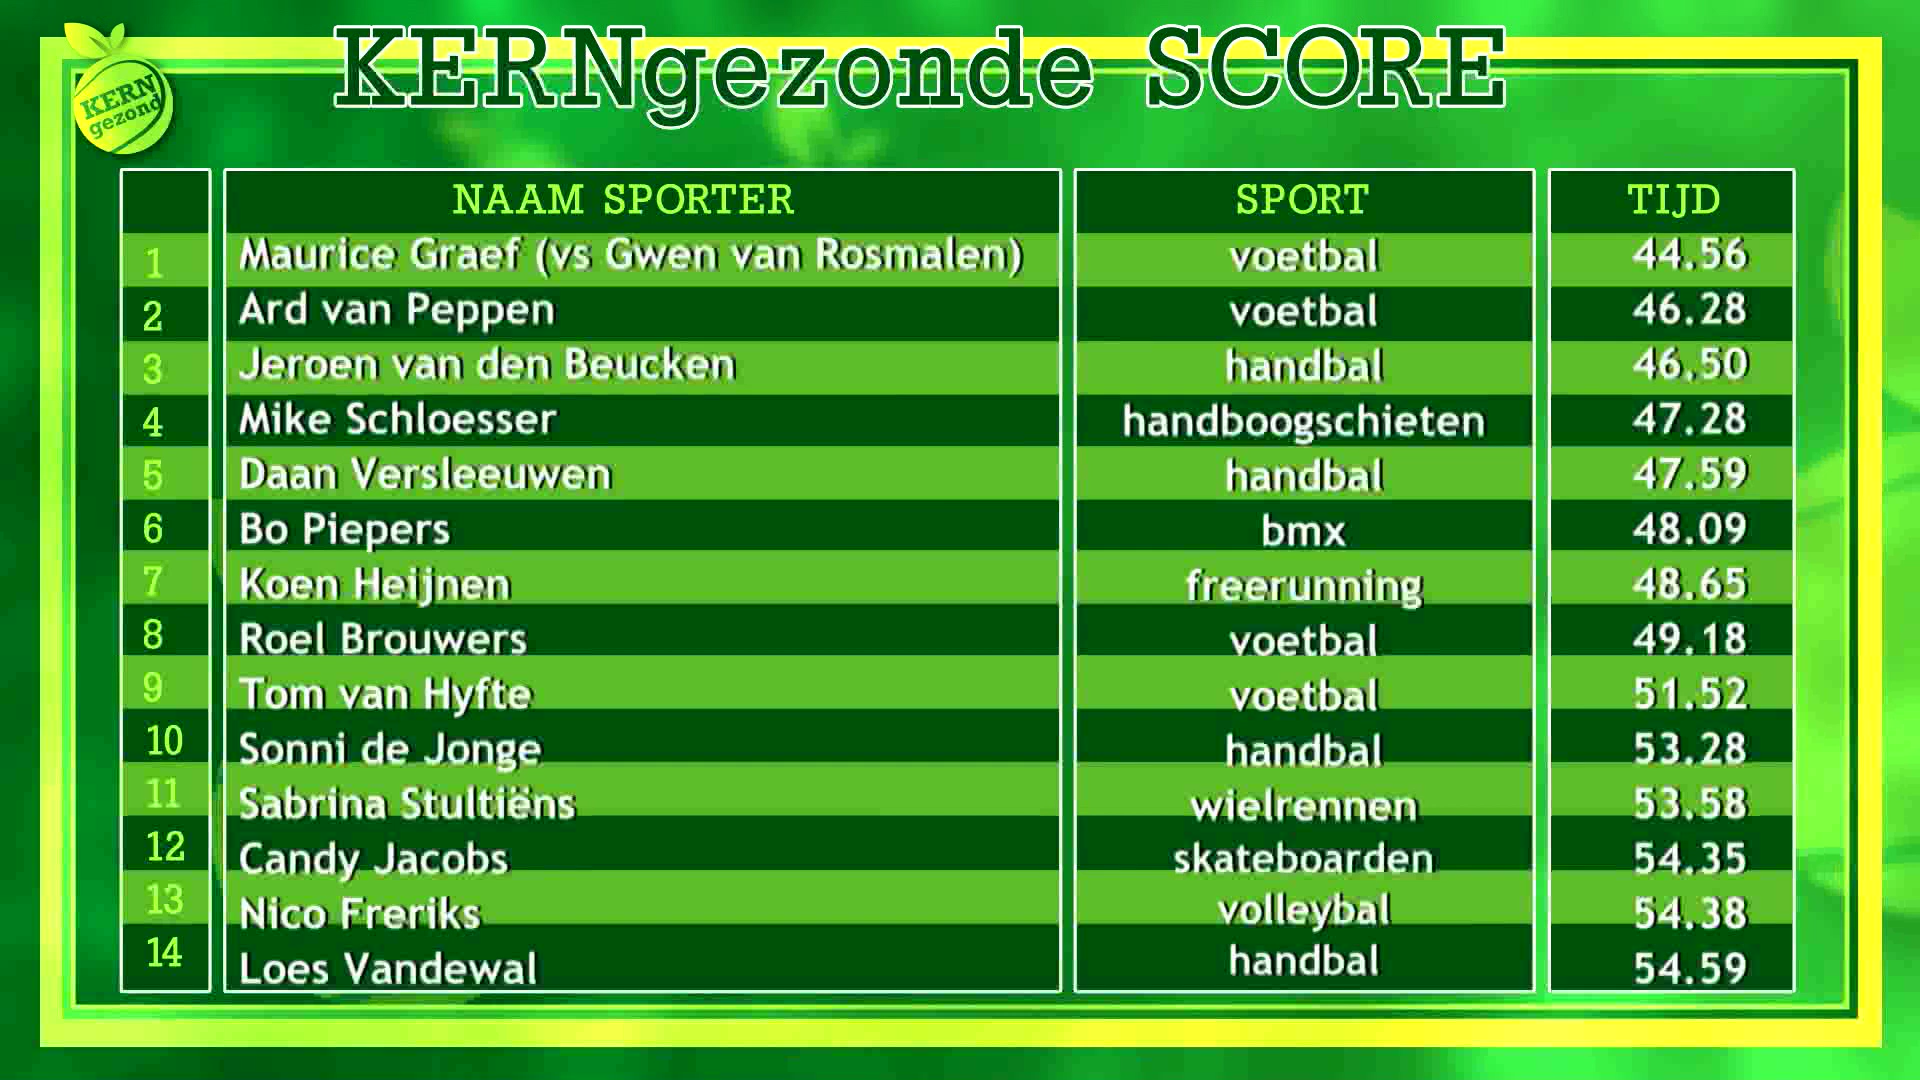 KERNgezonde SCORE
KERN
gezond
NAAM SPORTER SPORT TIJD
1 Maurice Graef (vs Gwen van Rosmalen) voetbal 44.56
2 Ard van Peppen voetbal 46.28
3 Jeroen van den Beucken handbal 46.50
4 Mike Schloesser handboogschieten 47.28
5 Daan Versleeuwen handbal 47.59
6 Bo Piepers bmx 48.09
7 Koen Heijnen freerunning 48.65
8 Roel Brouwers voetbal 49.18
9 Tom van Hyfte voetbal 51.52
10 Sonni de Jonge handbal 53.28
11 Sabrina Stultiëns wielrennen 53.58
12 Candy Jacobs skateboarden 54.35
13 Nico Freriks volleybal 54.38
14 Loes Vandewal handbal 54.59